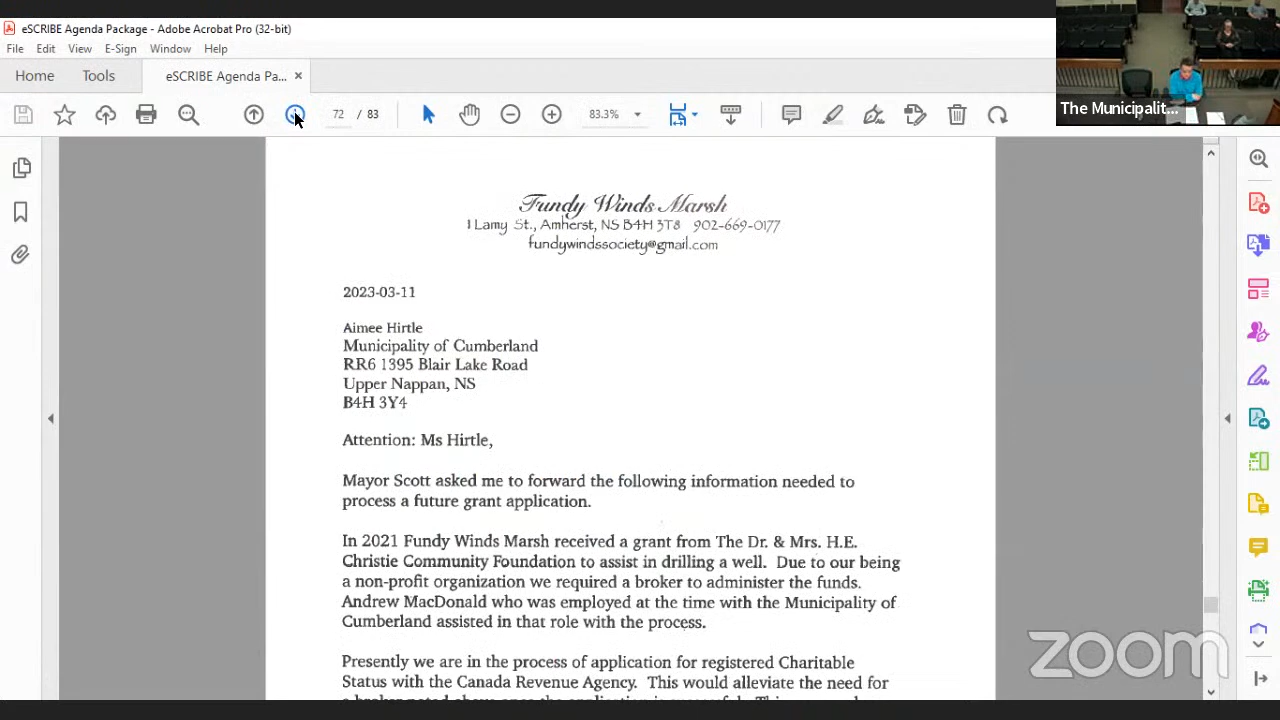 eSCRIBE Agenda Package - Adobe Acrobat Pro (32-bit)
File Edit View E-Sign Window Help
Home Tools eSCRIBE Agenda Pa... ×
72 / 83 83.3%
The Municipalit...
Fundy Winds Marsh
1 Lamy St., Amherst, NS B4H 3T8 902-669-0177
fundywindssociety@gmail.com
2023-03-11
Aimee Hirtle
Municipality of Cumberland
RR6 1395 Blair Lake Road
Upper Nappan, NS
B4H 3Y4
Attention: Ms Hirtle,
Mayor Scott asked me to forward the following information needed to
process a future grant application.
In 2021 Fundy Winds Marsh received a grant from The Dr. & Mrs. H.E.
Christie Community Foundation to assist in drilling a well. Due to our being
a non-profit organization we required a broker to administer the funds.
Andrew MacDonald who was employed at the time with the Municipality of
Cumberland assisted in that role with the process.
Presently we are in the process of application for registered Charitable
Status with the Canada Revenue Agency. This would alleviate the need for
zoom